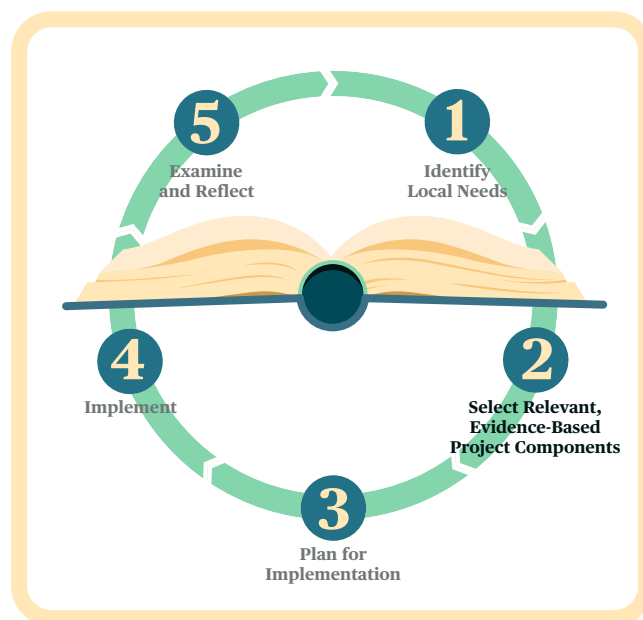 1
Identify
Local Needs
2
Select Relevant,
Evidence-Based
Project Components
3
Plan for
Implementation
4
Implement
5
Examine
and Reflect